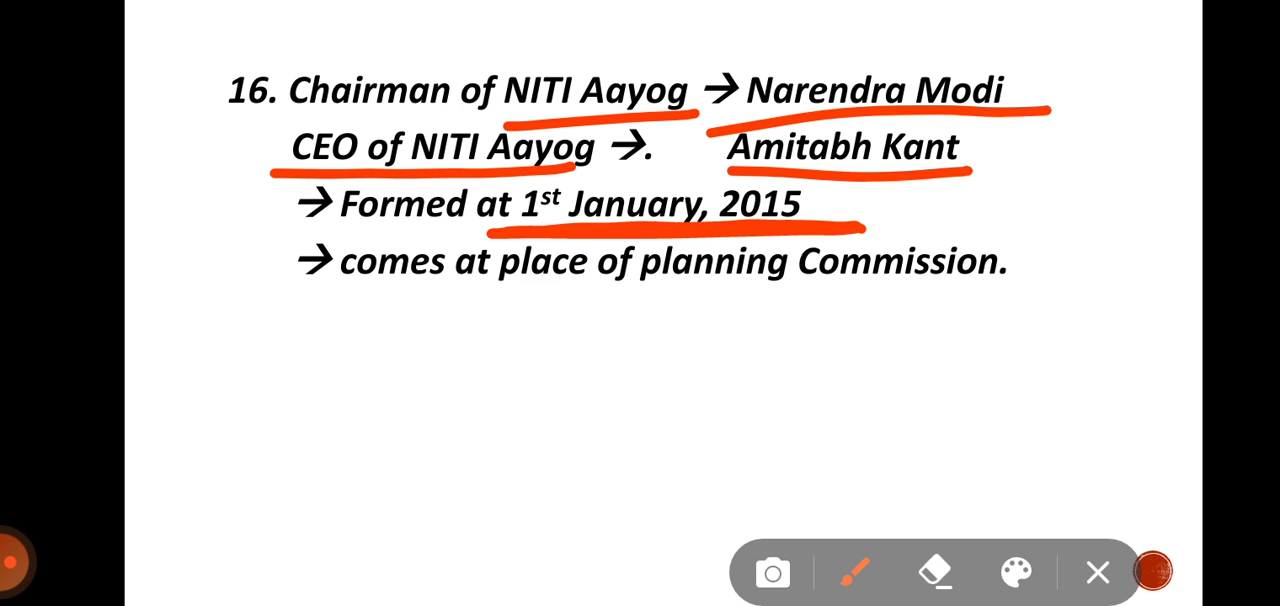 16. Chairman of NITI Aayog → Narendra Modi
CEO of NITI Aayog →. Amitabh Kant
→ Formed at 1st January, 2015
→ comes at place of planning Commission.